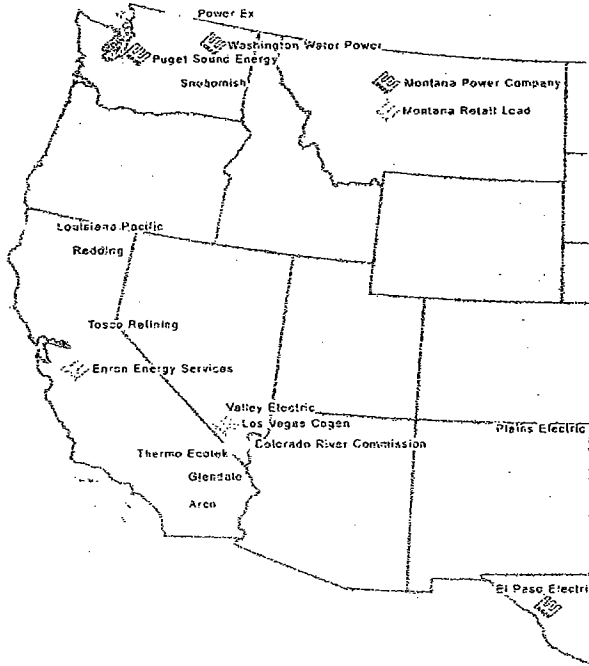 Power Ex
Washington Water Power
Puget Sound Energy
Snohomish
Montana Power Company
Montana Retail Load
Louisiana Pacific
Redding
Tosco Refining
Enron Energy Services
Valley Electric
Los Vegas Cogen
Colorado River Commission
Plains Electric
Thermo Ecotek
Glendale
Arco
El Paso Electri